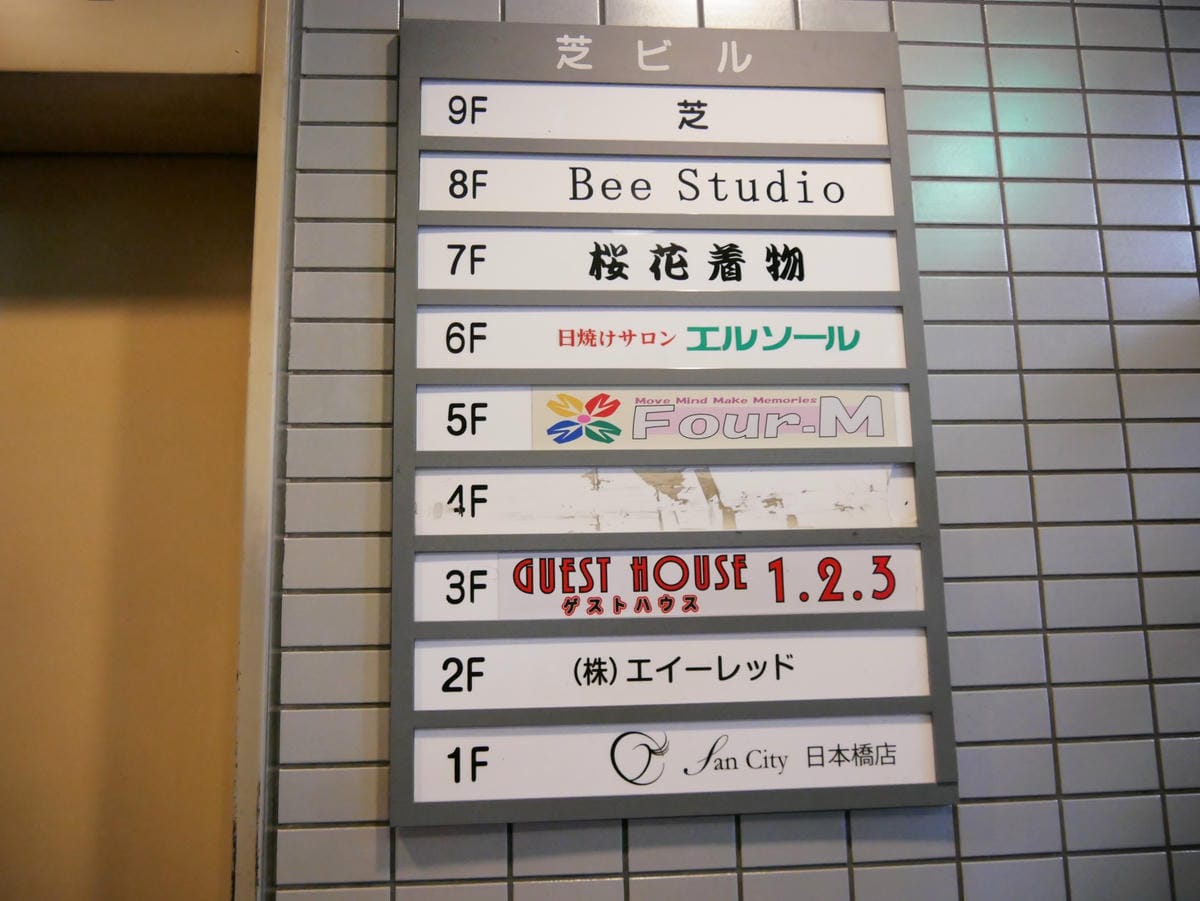 芝ビル
9F 芝
8F Bee Studio
7F 桜花着物
6F 日焼けサロン エルソール
5F Move Mind Make Memories
Four-M
4F
3F GUEST HOUSE 1.2.3
ゲストハウス
2F (株)エイーレッド
1F San City 日本橋店